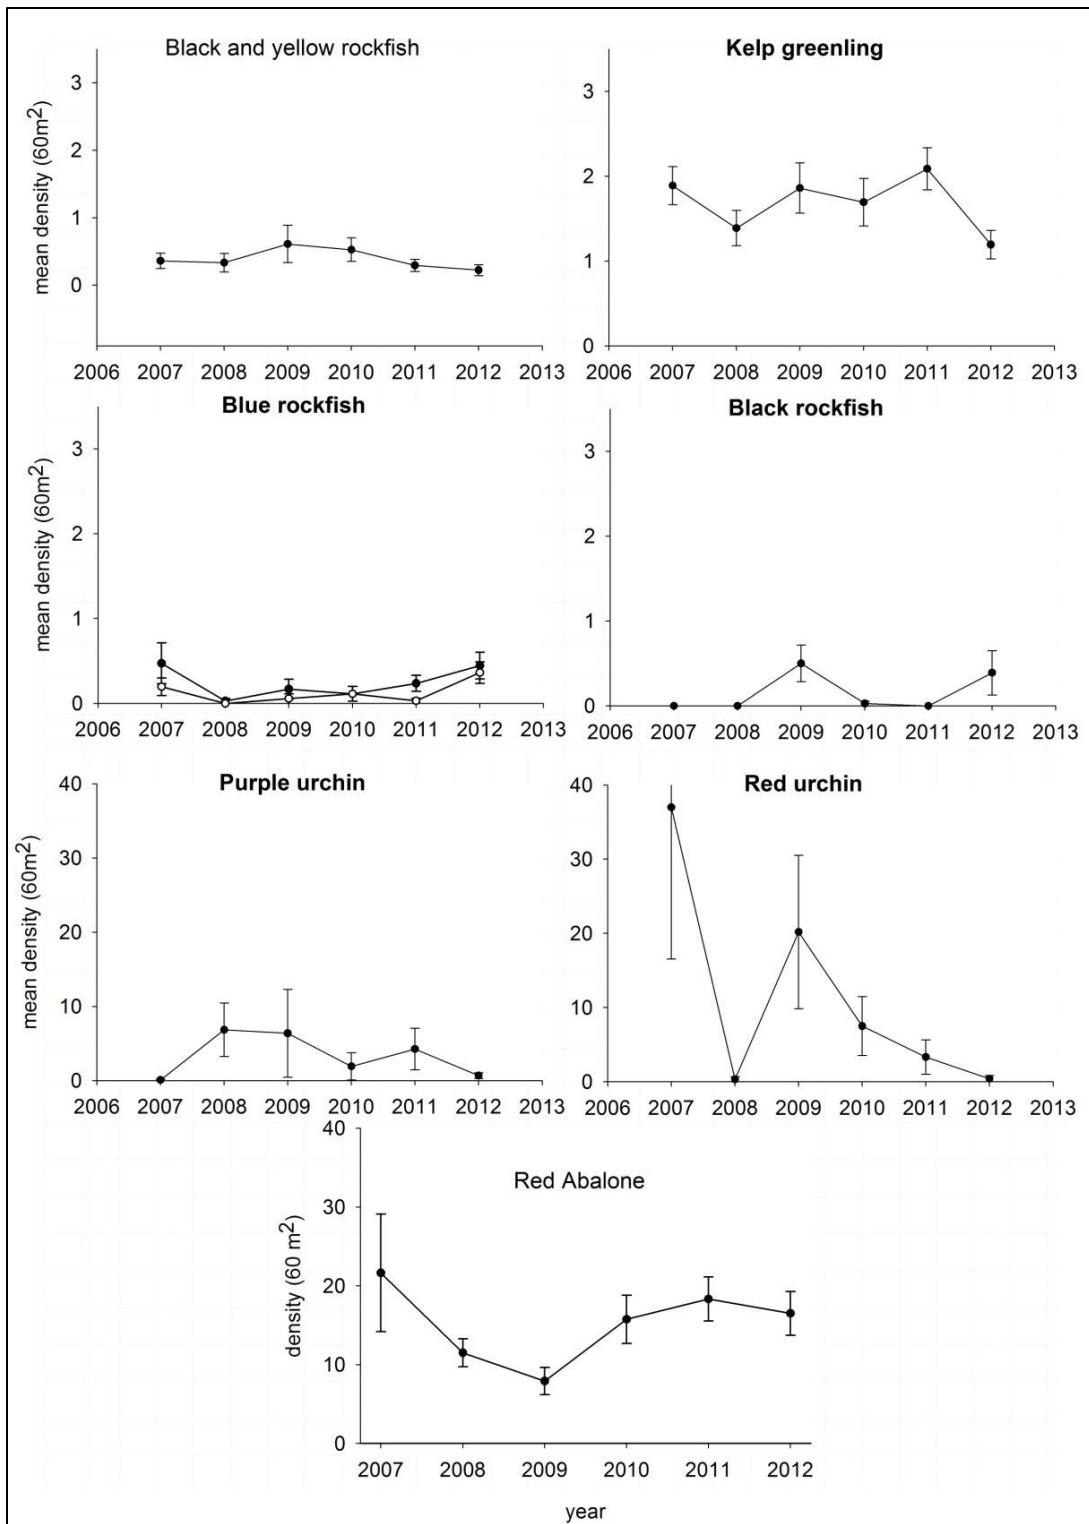 Black and yellow rockfish
mean density (60m2)
3
2
1
0
2006 2007 2008 2009 2010 2011 2012 2013
Kelp greenling
3
2
1
0
2006 2007 2008 2009 2010 2011 2012 2013
Blue rockfish
mean density (60m2)
3
2
1
0
2006 2007 2008 2009 2010 2011 2012 2013
Black rockfish
3
2
1
0
2006 2007 2008 2009 2010 2011 2012 2013
Purple urchin
mean density (60m2)
40
30
20
10
0
2006 2007 2008 2009 2010 2011 2012 2013
Red urchin
40
30
20
10
0
2006 2007 2008 2009 2010 2011 2012 2013
Red Abalone
density (60 m2)
40
30
20
10
0
2007 2008 2009 2010 2011 2012
year